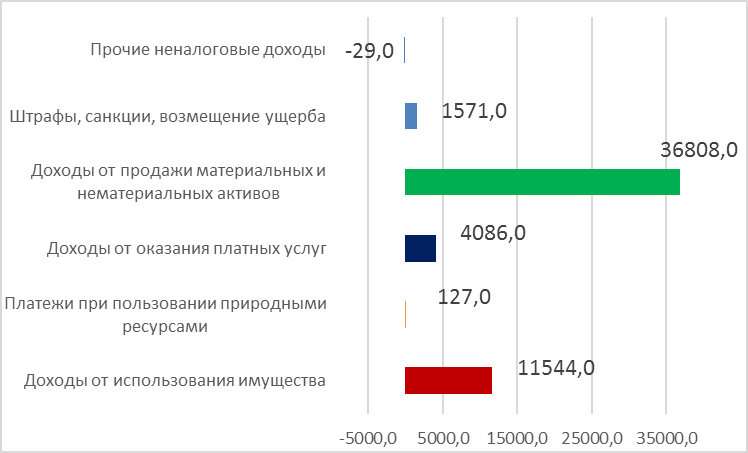 Прочие неналоговые доходы
-29,0
Штрафы, санкции, возмещение ущерба
1571,0
Доходы от продажи материальных и
нематериальных активов
36808,0
Доходы от оказания платных услуг
4086,0
Платежи при пользовании природными
ресурсами
127,0
Доходы от использования имущества
11544,0
-5000,0 5000,0 15000,0 25000,0 35000,0